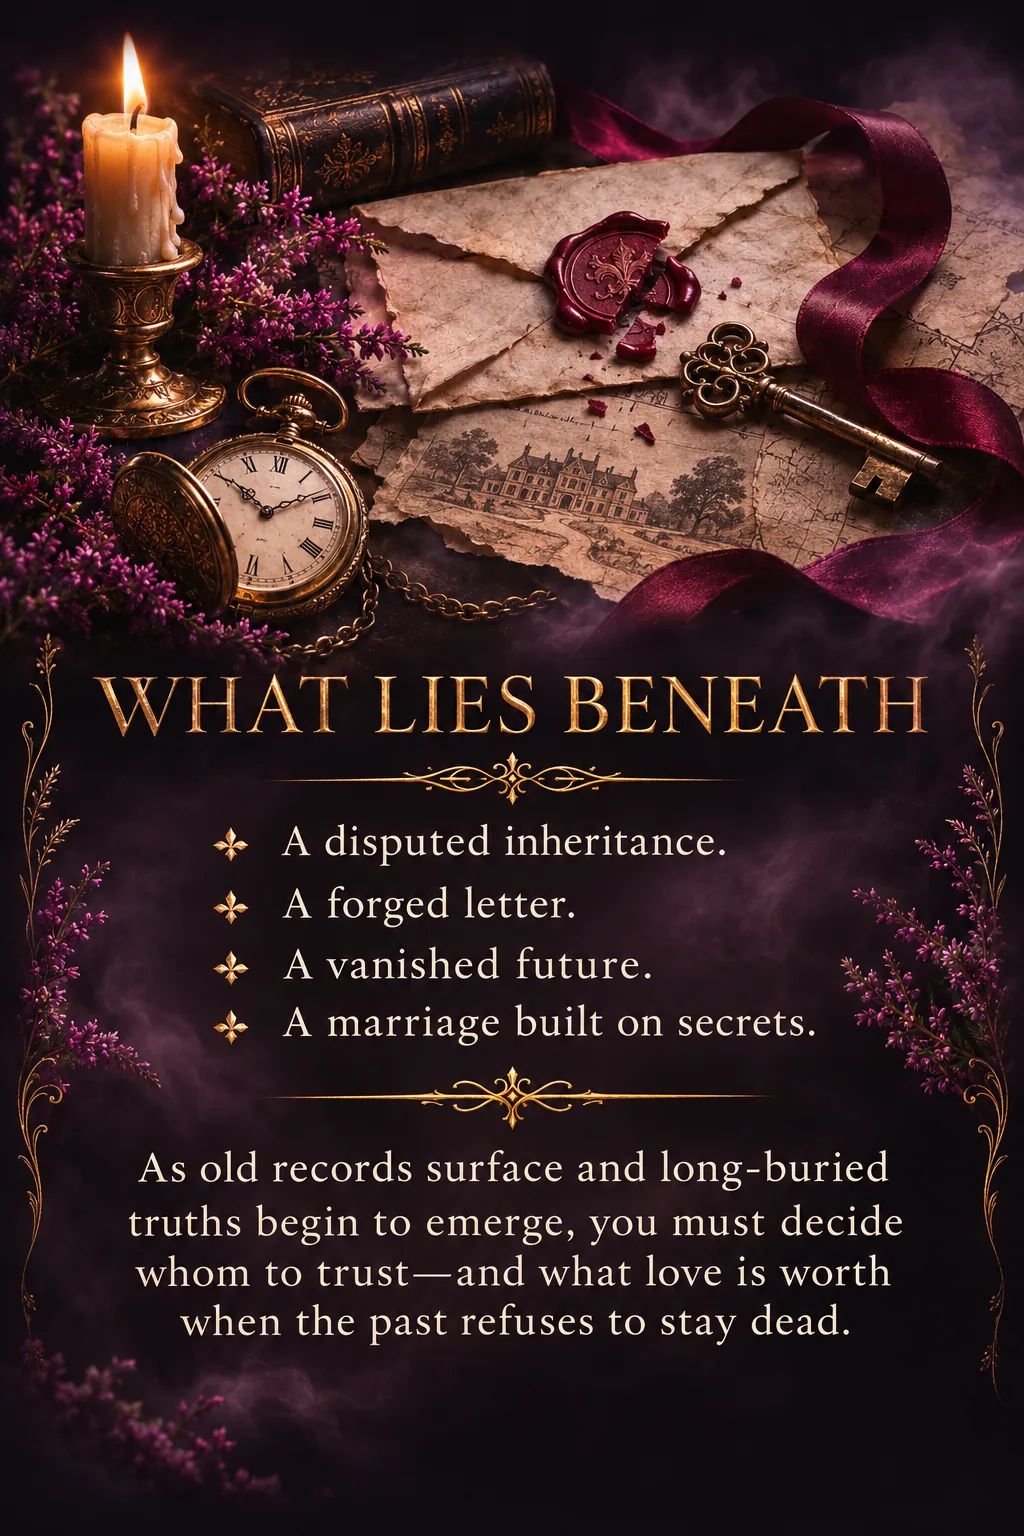 XII
WHAT LIES BENEATH
A disputed inheritance.
A forged letter.
A vanished future.
A marriage built on secrets.
As old records surface and long-buried
truths begin to emerge, you must decide
whom to trust—and what love is worth
when the past refuses to stay dead.